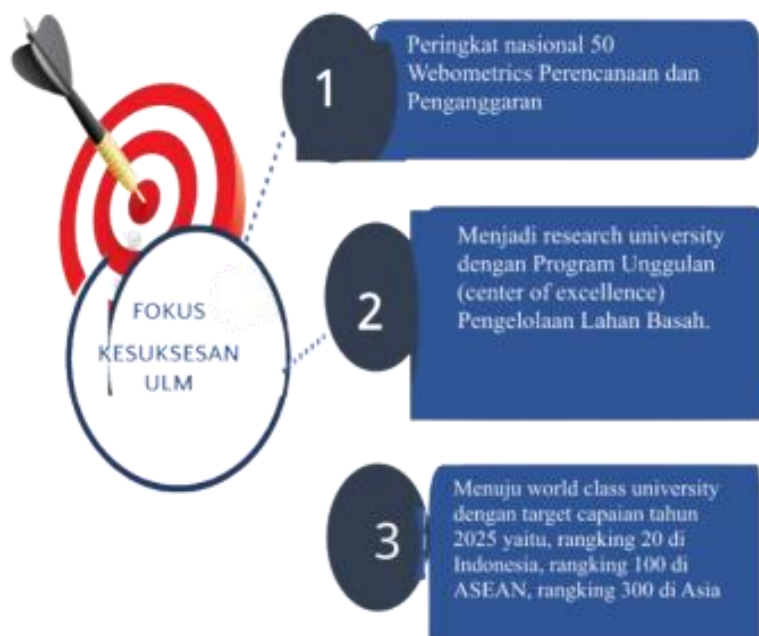 FOKUS
KESUKSESAN
ULM
1
Peringkat nasional 50
Webometrics Perencanaan dan
Penganggaran
2
Menjadi research university
dengan Program Unggulan
(center of excellence)
Pengelolaan Lahan Basah.
3
Menuju world class university
dengan target capaian tahun
2025 yaitu, rangking 20 di
Indonesia, rangking 100 di
ASEAN, rangking 300 di Asia